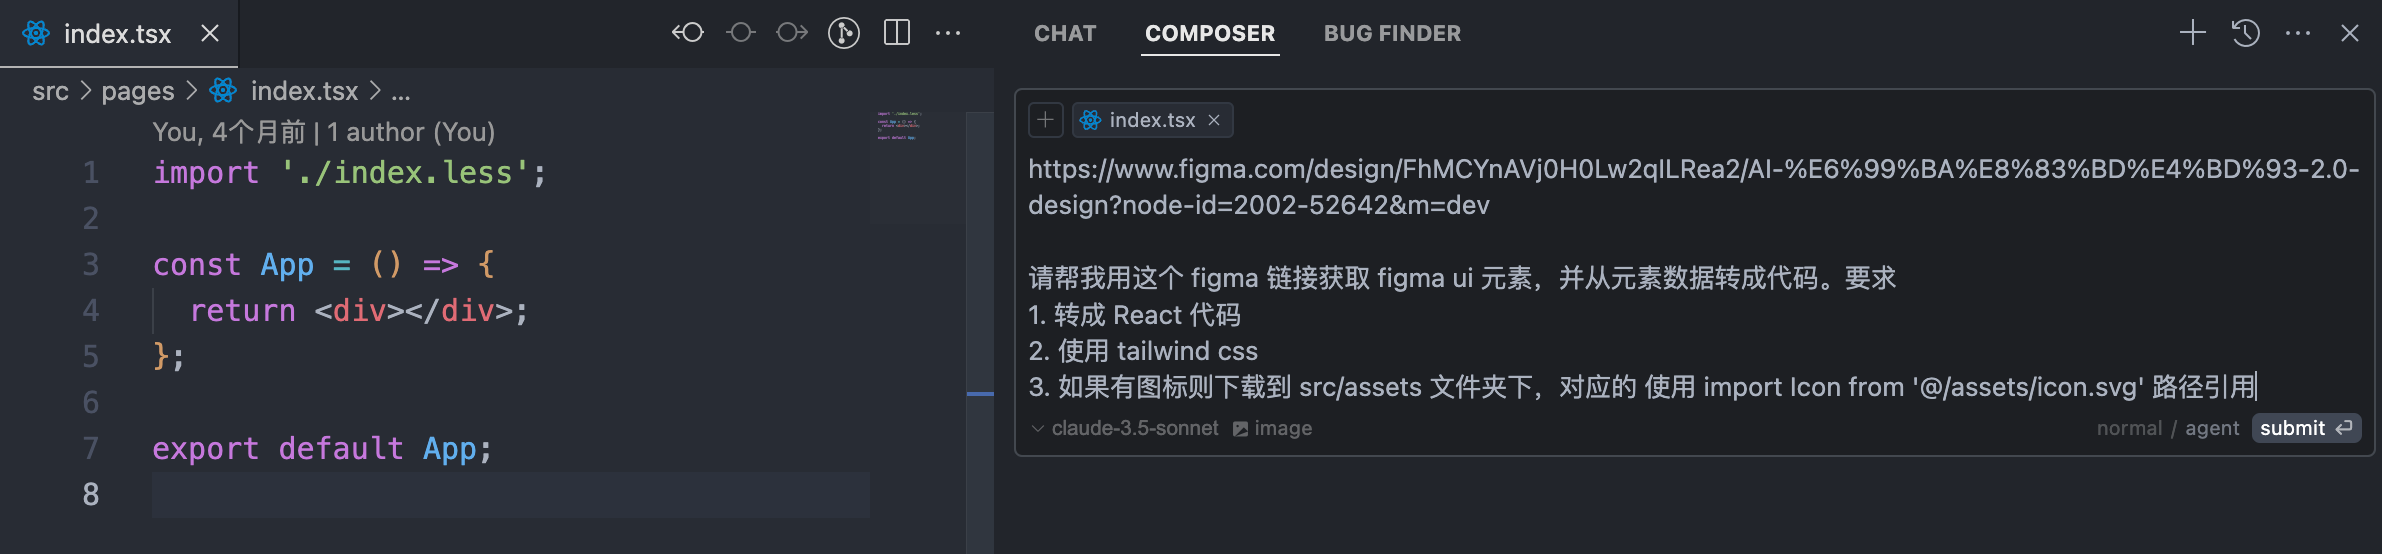 index.tsx
src > pages > index.tsx > ...
You, 4个月前 | 1 author (You)
1 import './index.less';
2
3 const App = () => {
4 return <div></div>;
5 };
6
7 export default App;
8
CHAT COMPOSER BUG FINDER
index.tsx
https://www.figma.com/design/FhMCYnAVj0H0Lw2qILRea2/AI-%E6%99%BA%E8%83%BD%E4%BD%93-2.0-
design?node-id=2002-52642&m=dev
请帮我用这个 figma 链接获取 figma ui 元素，并从元素数据转成代码。要求
1. 转成 React 代码
2. 使用 tailwind css
3. 如果有图标则下载到 src/assets 文件夹下，对应的 使用 import Icon from '@/assets/icon.svg' 路径引用
claude-3.5-sonnet image normal / agent submit